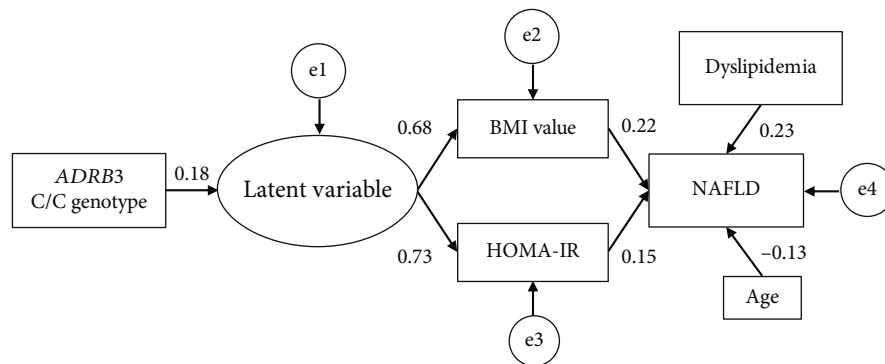 e1
e2
Dyslipidemia
0.68
BMI value
0.22
0.23
ADRB3
C/C genotype
0.18
Latent variable
NAFLD
e4
0.73
HOMA-IR
0.15
–0.13
Age
e3